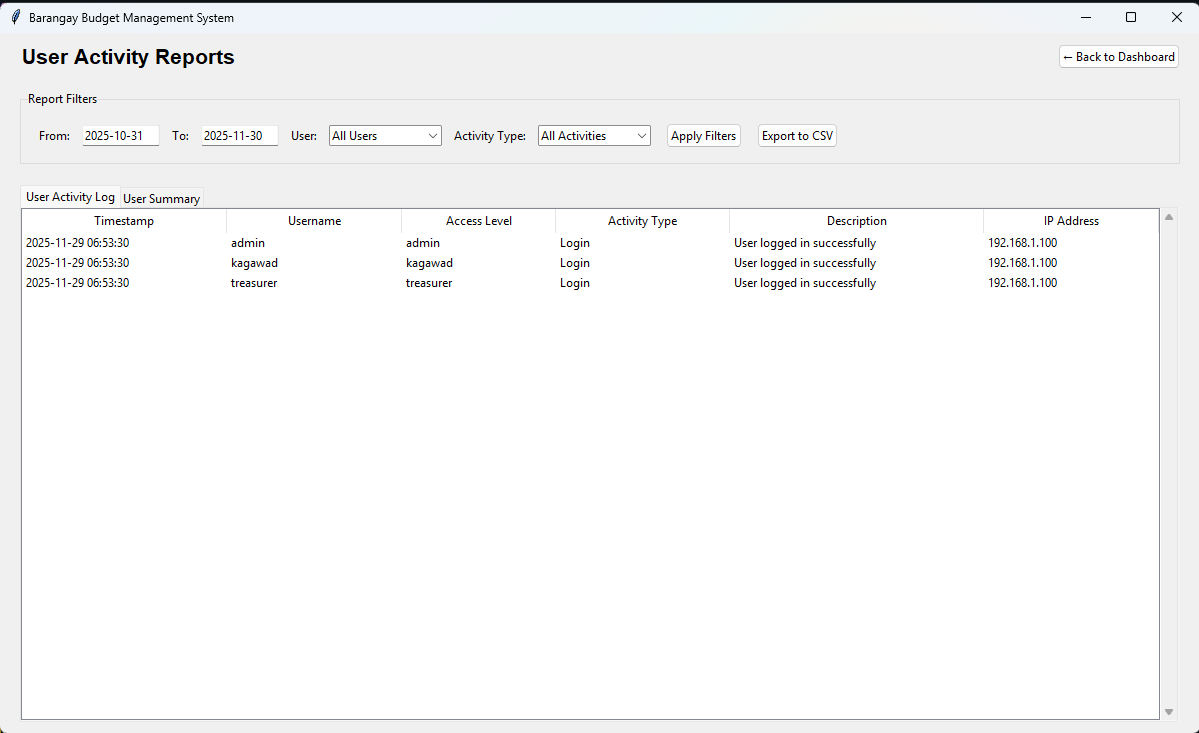 Barangay Budget Management System
User Activity Reports
← Back to Dashboard
Report Filters
From: 2025-10-31 To: 2025-11-30 User: All Users Activity Type: All Activities Apply Filters Export to CSV
User Activity Log User Summary
Timestamp Username Access Level Activity Type Description IP Address
2025-11-29 06:53:30 admin admin Login User logged in successfully 192.168.1.100
2025-11-29 06:53:30 kagawad kagawad Login User logged in successfully 192.168.1.100
2025-11-29 06:53:30 treasurer treasurer Login User logged in successfully 192.168.1.100